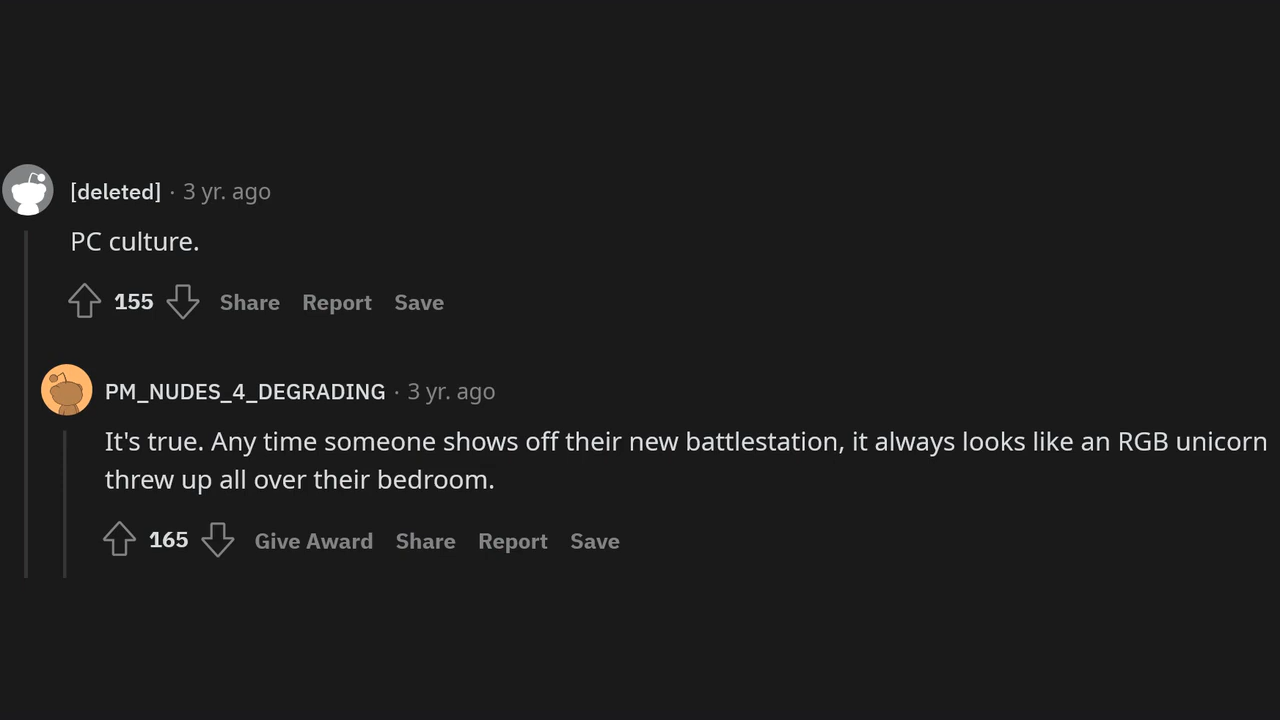 [deleted] · 3 yr. ago
PC culture.
155 Share Report Save
PM_NUDES_4_DEGRADING · 3 yr. ago
It's true. Any time someone shows off their new battlestation, it always looks like an RGB unicorn
threw up all over their bedroom.
165 Give Award Share Report Save